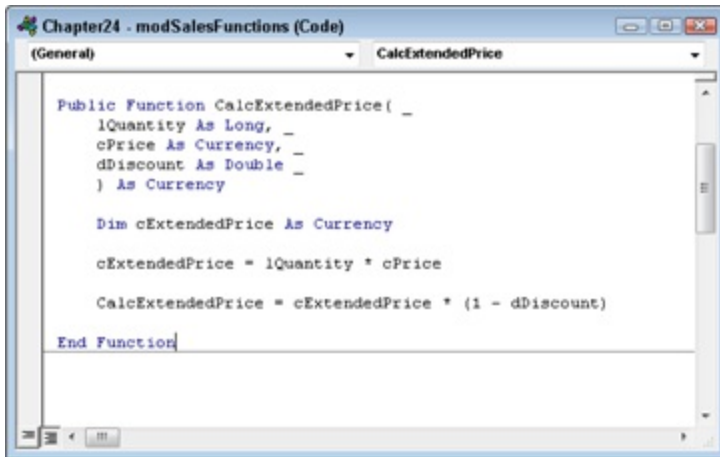 Chapter24 - modSalesFunctions (Code)
(General) CalcExtendedPrice
Public Function CalcExtendedPrice( _
lQuantity As Long, _
cPrice As Currency, _
dDiscount As Double _
) As Currency
Dim cExtendedPrice As Currency
cExtendedPrice = lQuantity * cPrice
CalcExtendedPrice = cExtendedPrice * (1 - dDiscount)
End Function